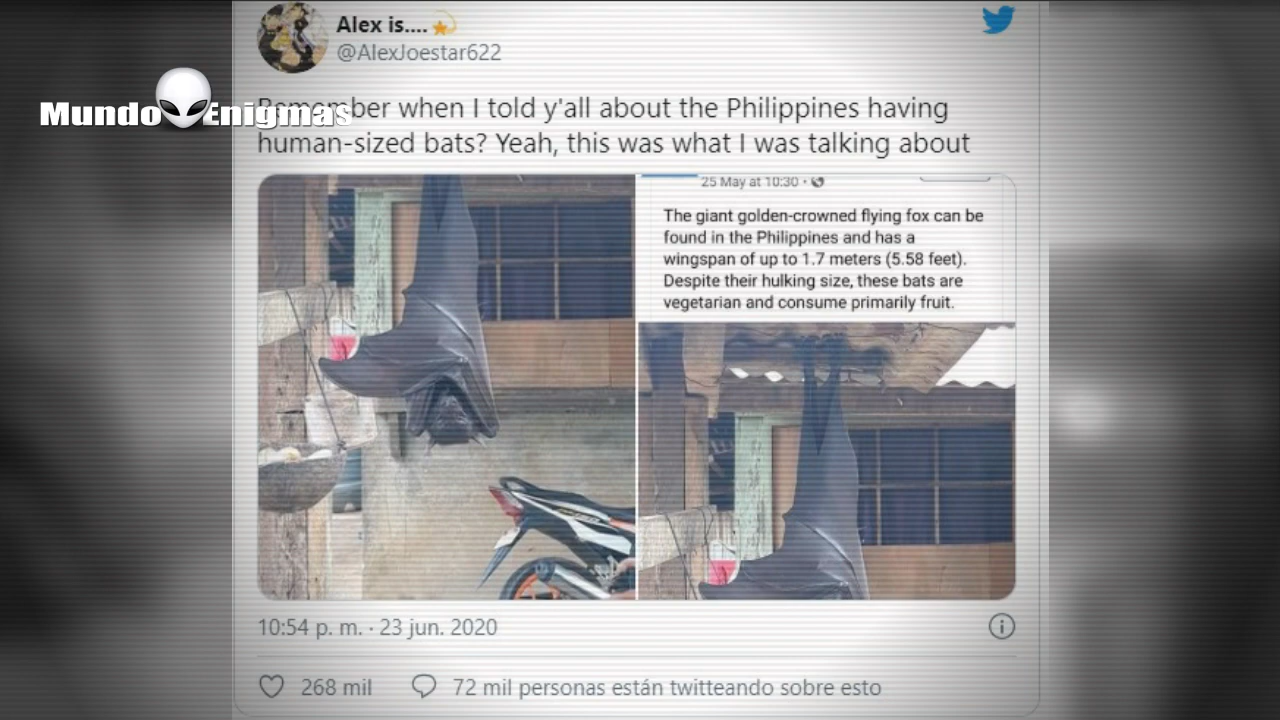 Alex is....
@AlexJoestar622
Mundo Enigmas
Remember when I told y'all about the Philippines having
human-sized bats? Yeah, this was what I was talking about
25 May at 10:30 ·
The giant golden-crowned flying fox can be
found in the Philippines and has a
wingspan of up to 1.7 meters (5.58 feet).
Despite their hulking size, these bats are
vegetarian and consume primarily fruit.
10:54 p. m. · 23 jun. 2020
268 mil
72 mil personas están twitteando sobre esto